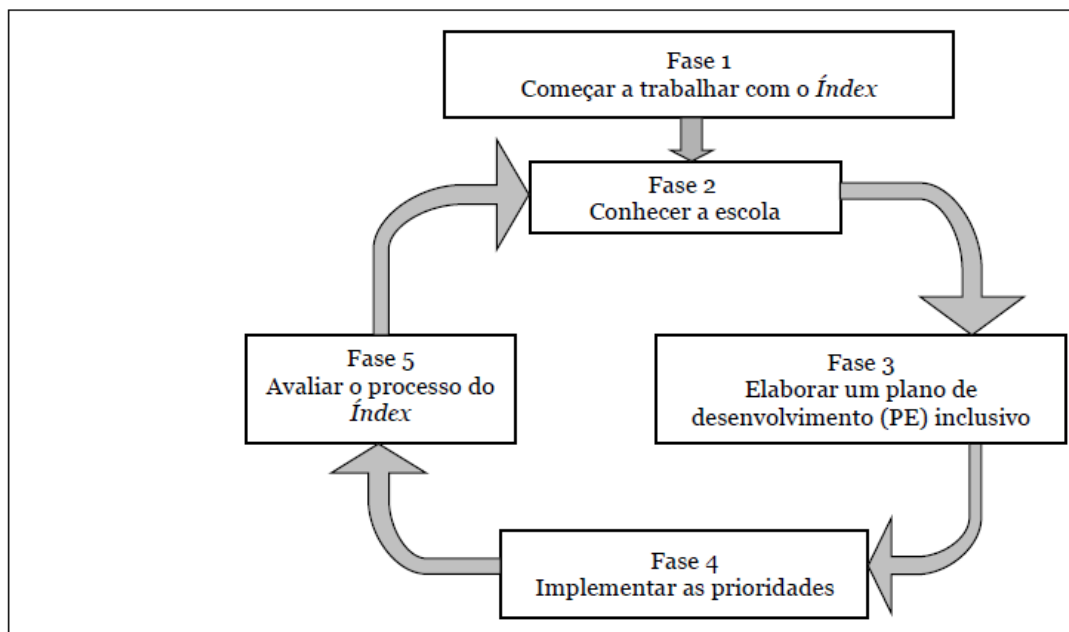 Fase 1
Começar a trabalhar com o Índex
Fase 2
Conhecer a escola
Fase 3
Elaborar um plano de
desenvolvimento (PE) inclusivo
Fase 4
Implementar as prioridades
Fase 5
Avaliar o processo do
Índex